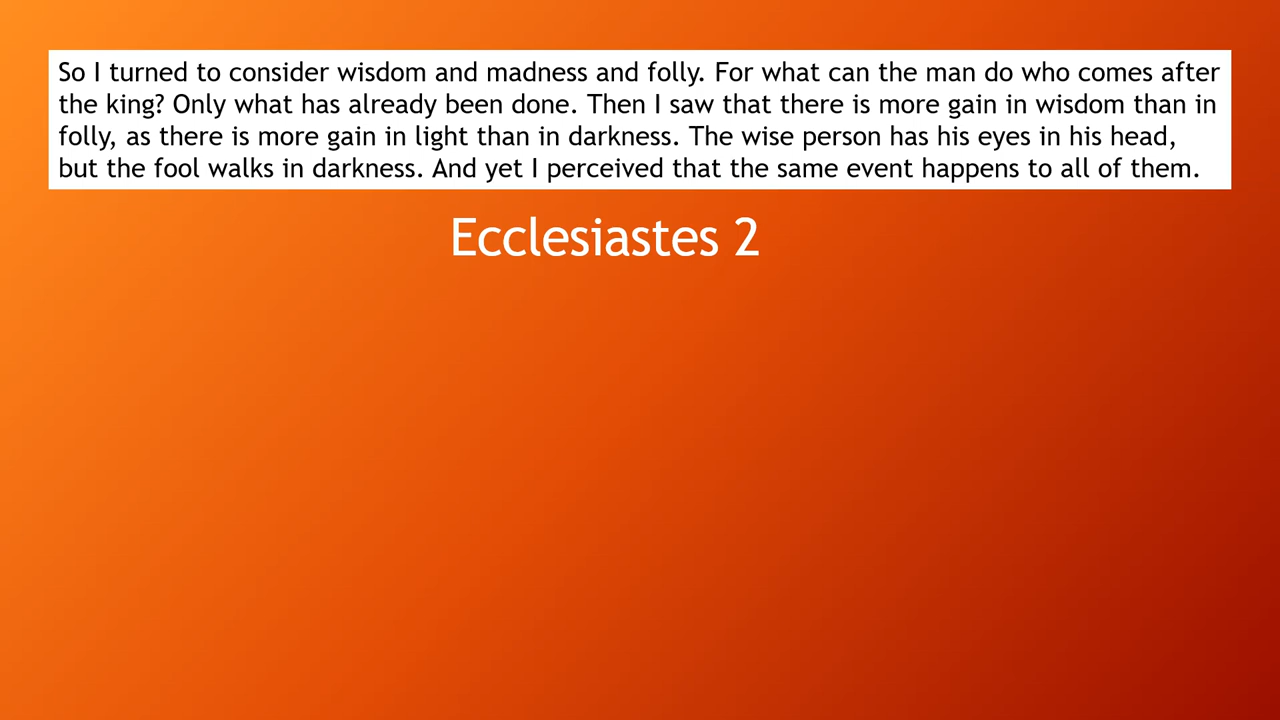 So I turned to consider wisdom and madness and folly. For what can the man do who comes after
the king? Only what has already been done. Then I saw that there is more gain in wisdom than in
folly, as there is more gain in light than in darkness. The wise person has his eyes in his head,
but the fool walks in darkness. And yet I perceived that the same event happens to all of them.
Ecclesiastes 2